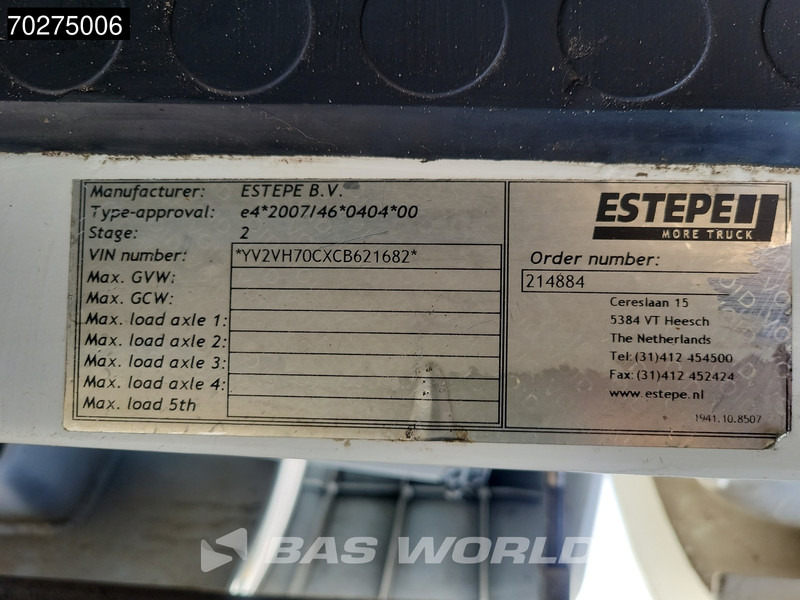 70275006
Manufacturer: ESTEPE B.V.
Type-approval: e4*2007/46*0404*00
Stage: 2
VIN number: *YV2VH70CXCB621682*
Max. GVW:
Max. GCW:
Max. load axle 1:
Max. load axle 2:
Max. load axle 3:
Max. load axle 4:
Max. load 5th
ESTEPE
MORE TRUCK
Order number:
214884
Cereslaan 15
5384 VT Heesch
The Netherlands
Tel: (31)412 454500
Fax: (31)412 452424
www.estepe.nl
1941.10.8507
BAS WORLD